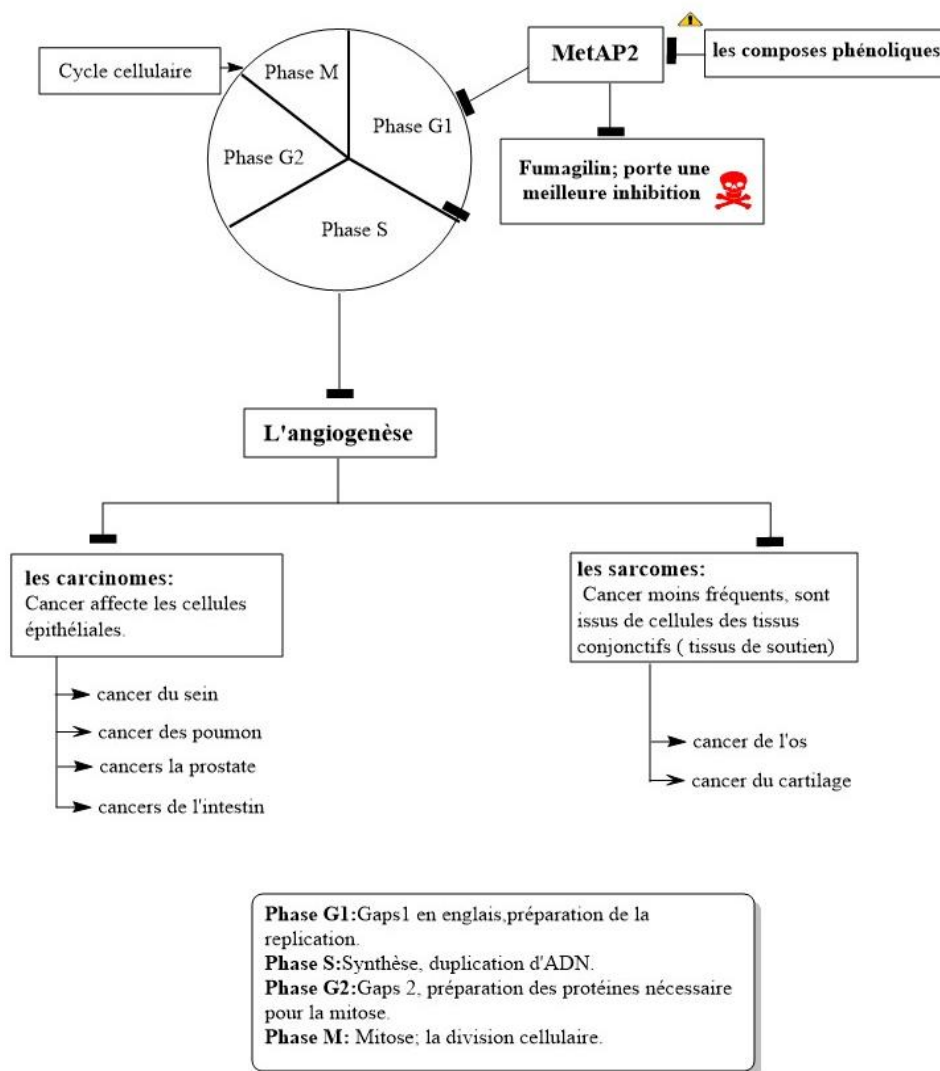 Cycle cellulaire
Phase M
Phase G1
Phase G2
Phase S
MetAP2
les composes phénoliques
Fumagilin; porte une
meilleure inhibition
L'angiogenèse
les carcinomes:
Cancer affecte les cellules
épithéliales.
cancer du sein
cancer des poumon
cancers la prostate
cancers de l'intestin
les sarcomes:
Cancer moins fréquents, sont
issus de cellules des tissus
conjonctifs ( tissus de soutien)
cancer de l'os
cancer du cartilage
Phase G1:Gaps1 en englais,préparation de la
replication.
Phase S:Synthèse, duplication d'ADN.
Phase G2:Gaps 2, préparation des protéines nécessaire
pour la mitose.
Phase M: Mitose; la division cellulaire.